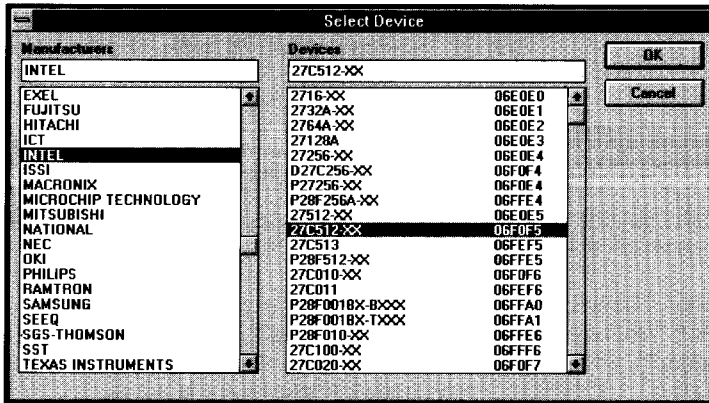 Select Device
Manufacturers
INTEL
EXEL
FUJITSU
HITACHI
ICT
INTEL
ISSI
MACRONIX
MICROCHIP TECHNOLOGY
MITSUBISHI
NATIONAL
NEC
OKI
PHILIPS
RAMTRON
SAMSUNG
SEEQ
SGS-THOMSON
SST
TEXAS INSTRUMENTS
Devices
27C512-XX
2716-XX 06E0E0
2732A-XX 06E0E1
2764A-XX 06E0E2
27128A 06E0E3
27256-XX 06E0E4
D27C256-XX 06F0F4
P27256-XX 06F0E4
P28F256A-XX 06FFE4
27512-XX 06E0E5
27C512-XX 06F0F5
27C513 06FEF5
P28F512-XX 06FFE5
27C010-XX 06F0F6
27C011 06FEF6
P28F001BX-BXXX 06FFA0
P28F001BX-TXXX 06FFA1
P28F010-XX 06FFE6
27C100-XX 06FFF6
27C020-XX 06F0F7
OK
Cancel